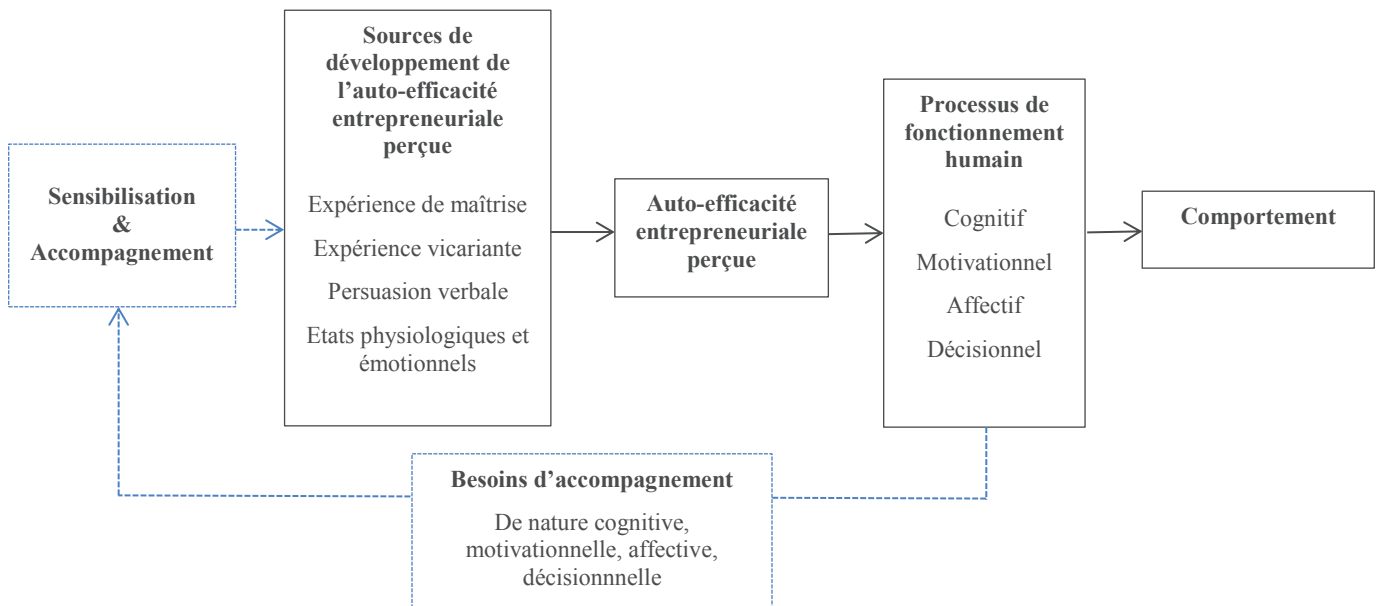 Sensibilisation
&
Accompagnement
Sources de
développement de
l'auto-efficacité
entrepreneuriale
perçue
Expérience de maîtrise
Expérience vicariante
Persuasion verbale
Etats physiologiques et
émotionnels
Auto-efficacité
entrepreneuriale
perçue
Processus de
fonctionnement
humain
Cognitif
Motivationnel
Affectif
Décisionnel
Comportement
Besoins d'accompagnement
De nature cognitive,
motivationnelle, affective,
décisionnnelle